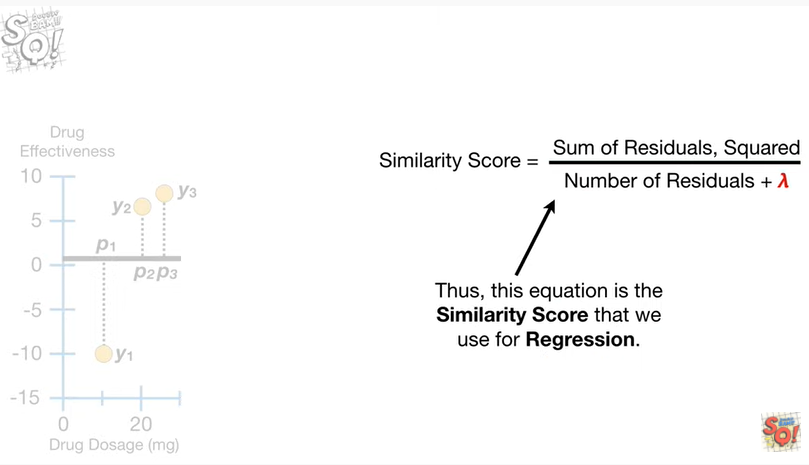 SQ!
Drug
Effectiveness
10
5
0
-5
-10
-15
0
20
Drug Dosage (mg)
y1
y2
y3
p1
p2
p3
Similarity Score =
Sum of Residuals, Squared
Number of Residuals + λ
Thus, this equation is the
Similarity Score that we
use for Regression.
SQ!